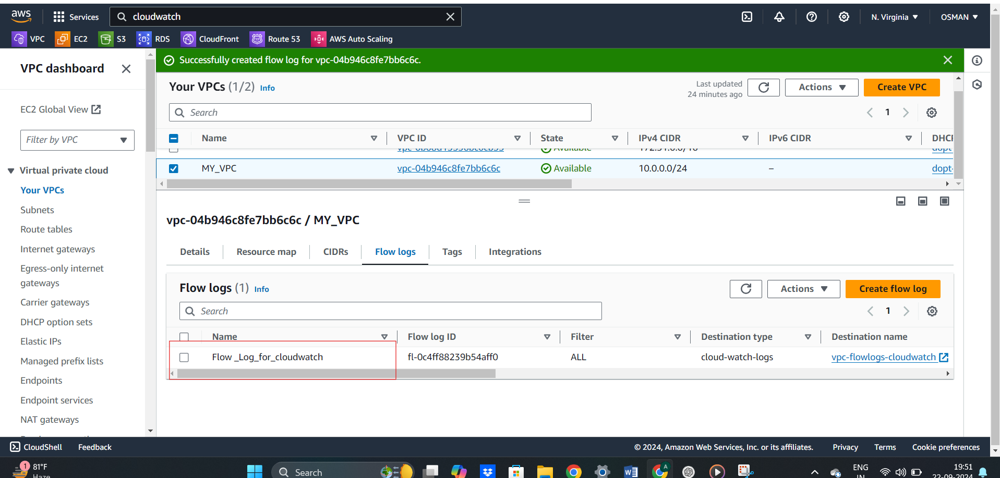 aws
Services
cloudwatch
N. Virginia
OSMAN
VPC
EC2
S3
RDS
CloudFront
Route 53
AWS Auto Scaling
VPC dashboard
EC2 Global View
Filter by VPC
Virtual private cloud
Your VPCs
Subnets
Route tables
Internet gateways
Egress-only internet
gateways
Carrier gateways
DHCP option sets
Elastic IPs
Managed prefix lists
Endpoints
Endpoint services
NAT gateways
Successfully created flow log for vpc-04b946c8fe7bb6c6c.
Your VPCs (1/2) Info
Last updated
24 minutes ago
Actions
Create VPC
Search
1
Name VPC ID State IPv4 CIDR IPv6 CIDR DHCP
Available
MY_VPC vpc-04b946c8fe7bb6c6c Available 10.0.0.0/24 – dopt-
vpc-04b946c8fe7bb6c6c / MY_VPC
Details Resource map CIDRs Flow logs Tags Integrations
Flow logs (1) Info
Actions
Create flow log
Search
1
Name Flow log ID Filter Destination type Destination name
Flow _Log_for_cloudwatch fl-0c4ff88239b54aff0 ALL cloud-watch-logs vpc-flowlogs-cloudwatch
CloudShell Feedback © 2024, Amazon Web Services, Inc. or its affiliates. Privacy Terms Cookie preferences
1
81°F
Haze
Search
ENG
IN
19:51
22-09-2024